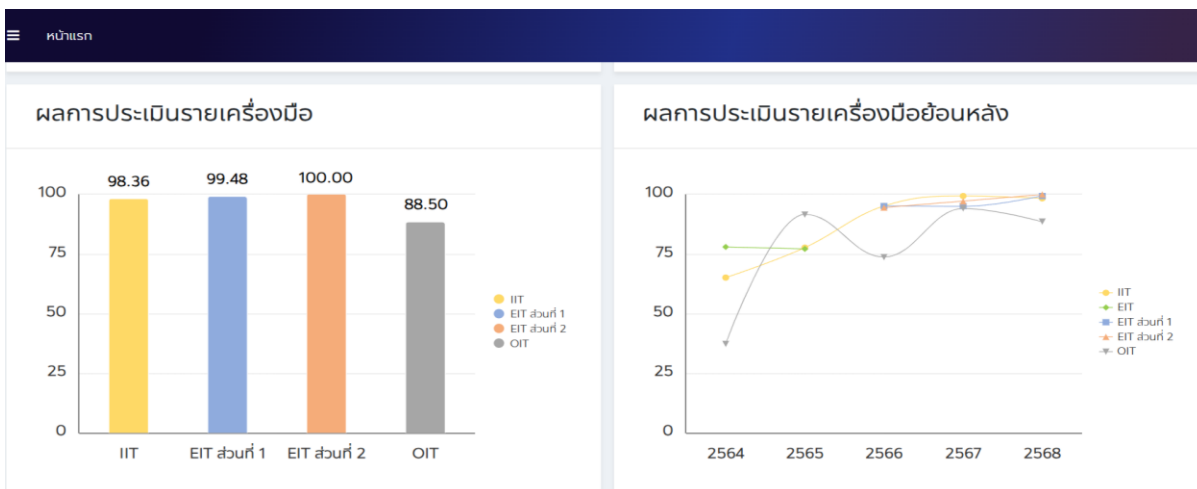 หน้าแรก
ผลการประเมินรายเครื่องมือ
98.36
99.48
100.00
88.50
100
75
50
25
0
IIT
EIT ส่วนที่ 1
EIT ส่วนที่ 2
OIT
IIT
EIT ส่วนที่ 1
EIT ส่วนที่ 2
OIT
ผลการประเมินรายเครื่องมือย้อนหลัง
100
75
50
25
0
2564
2565
2566
2567
2568
IIT
EIT
EIT ส่วนที่ 1
EIT ส่วนที่ 2
OIT